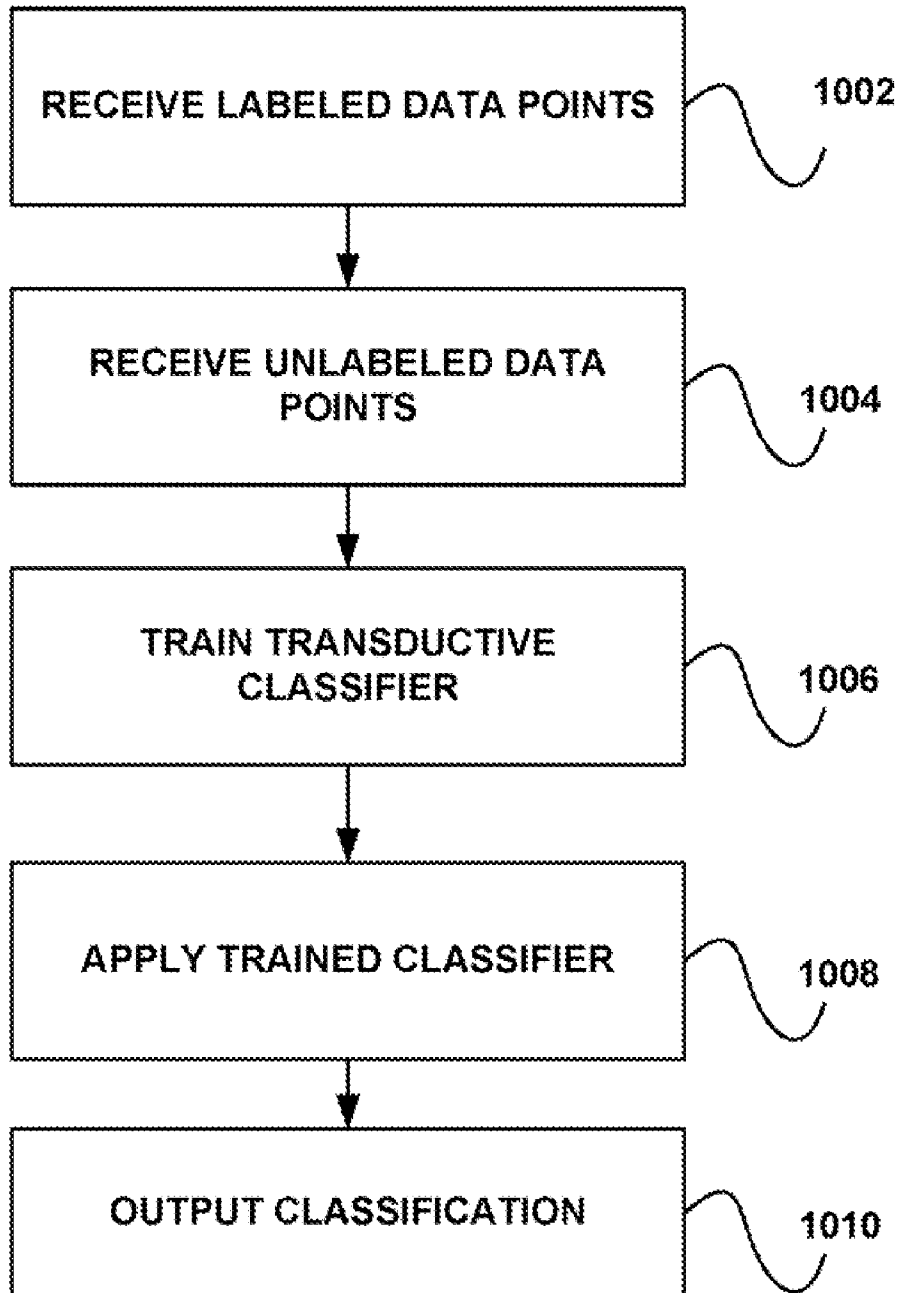 RECEIVE LABELED DATA POINTS
1002
RECEIVE UNLABELED DATA
POINTS
1004
TRAIN TRANSDUCTIVE
CLASSIFIER
1006
APPLY TRAINED CLASSIFIER
1008
OUTPUT CLASSIFICATION
1010